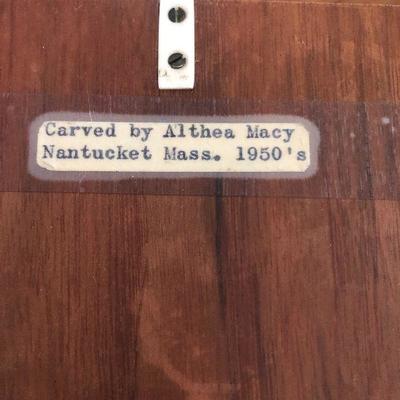 Carved by Althea Macy
Nantucket Mass. 1950's